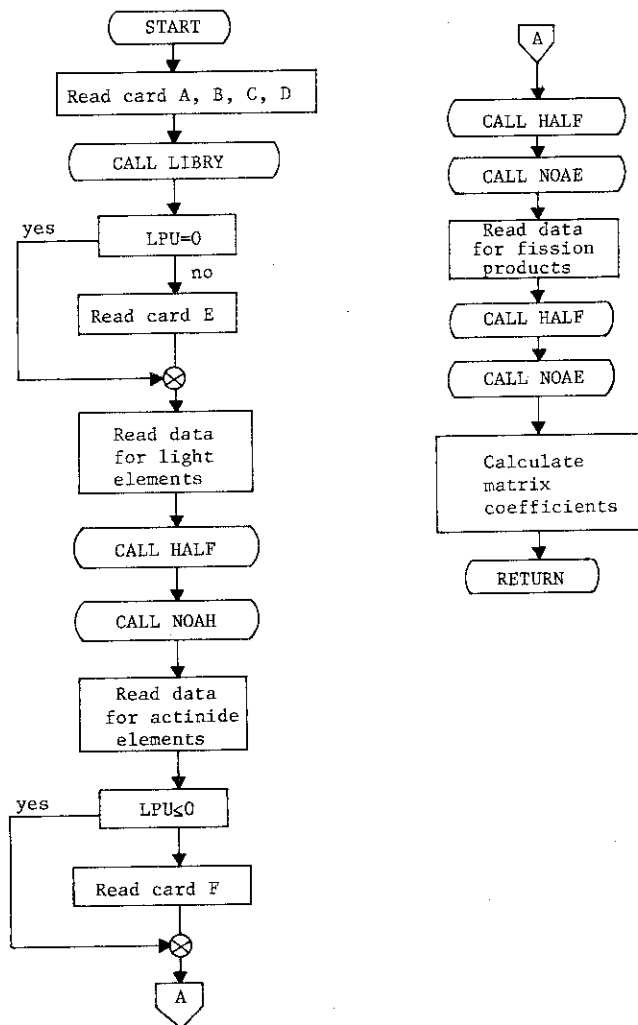 START
Read card A, B, C, D
CALL LIBRY
yes
LPU=0
no
Read card E
Read data
for light
elements
CALL HALF
CALL NOAH
Read data
for actinide
elements
yes
LPU≤0
Read card F
A
A
CALL HALF
CALL NOAE
Read data
for fission
products
CALL HALF
CALL NOAE
Calculate
matrix
coefficients
RETURN